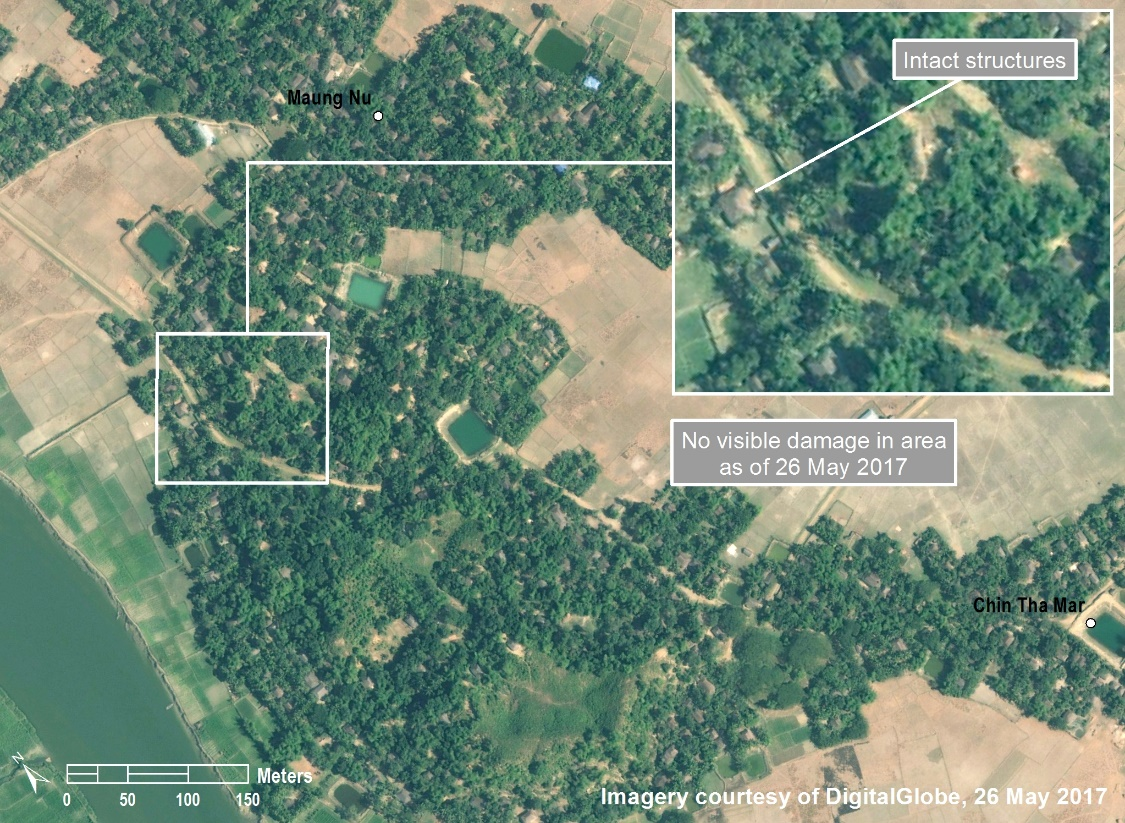 Intact structures
Maung Nu
No visible damage in area
as of 26 May 2017
Chin Tha Mar
N
Meters
0 50 100 150
Imagery courtesy of DigitalGlobe, 26 May 2017